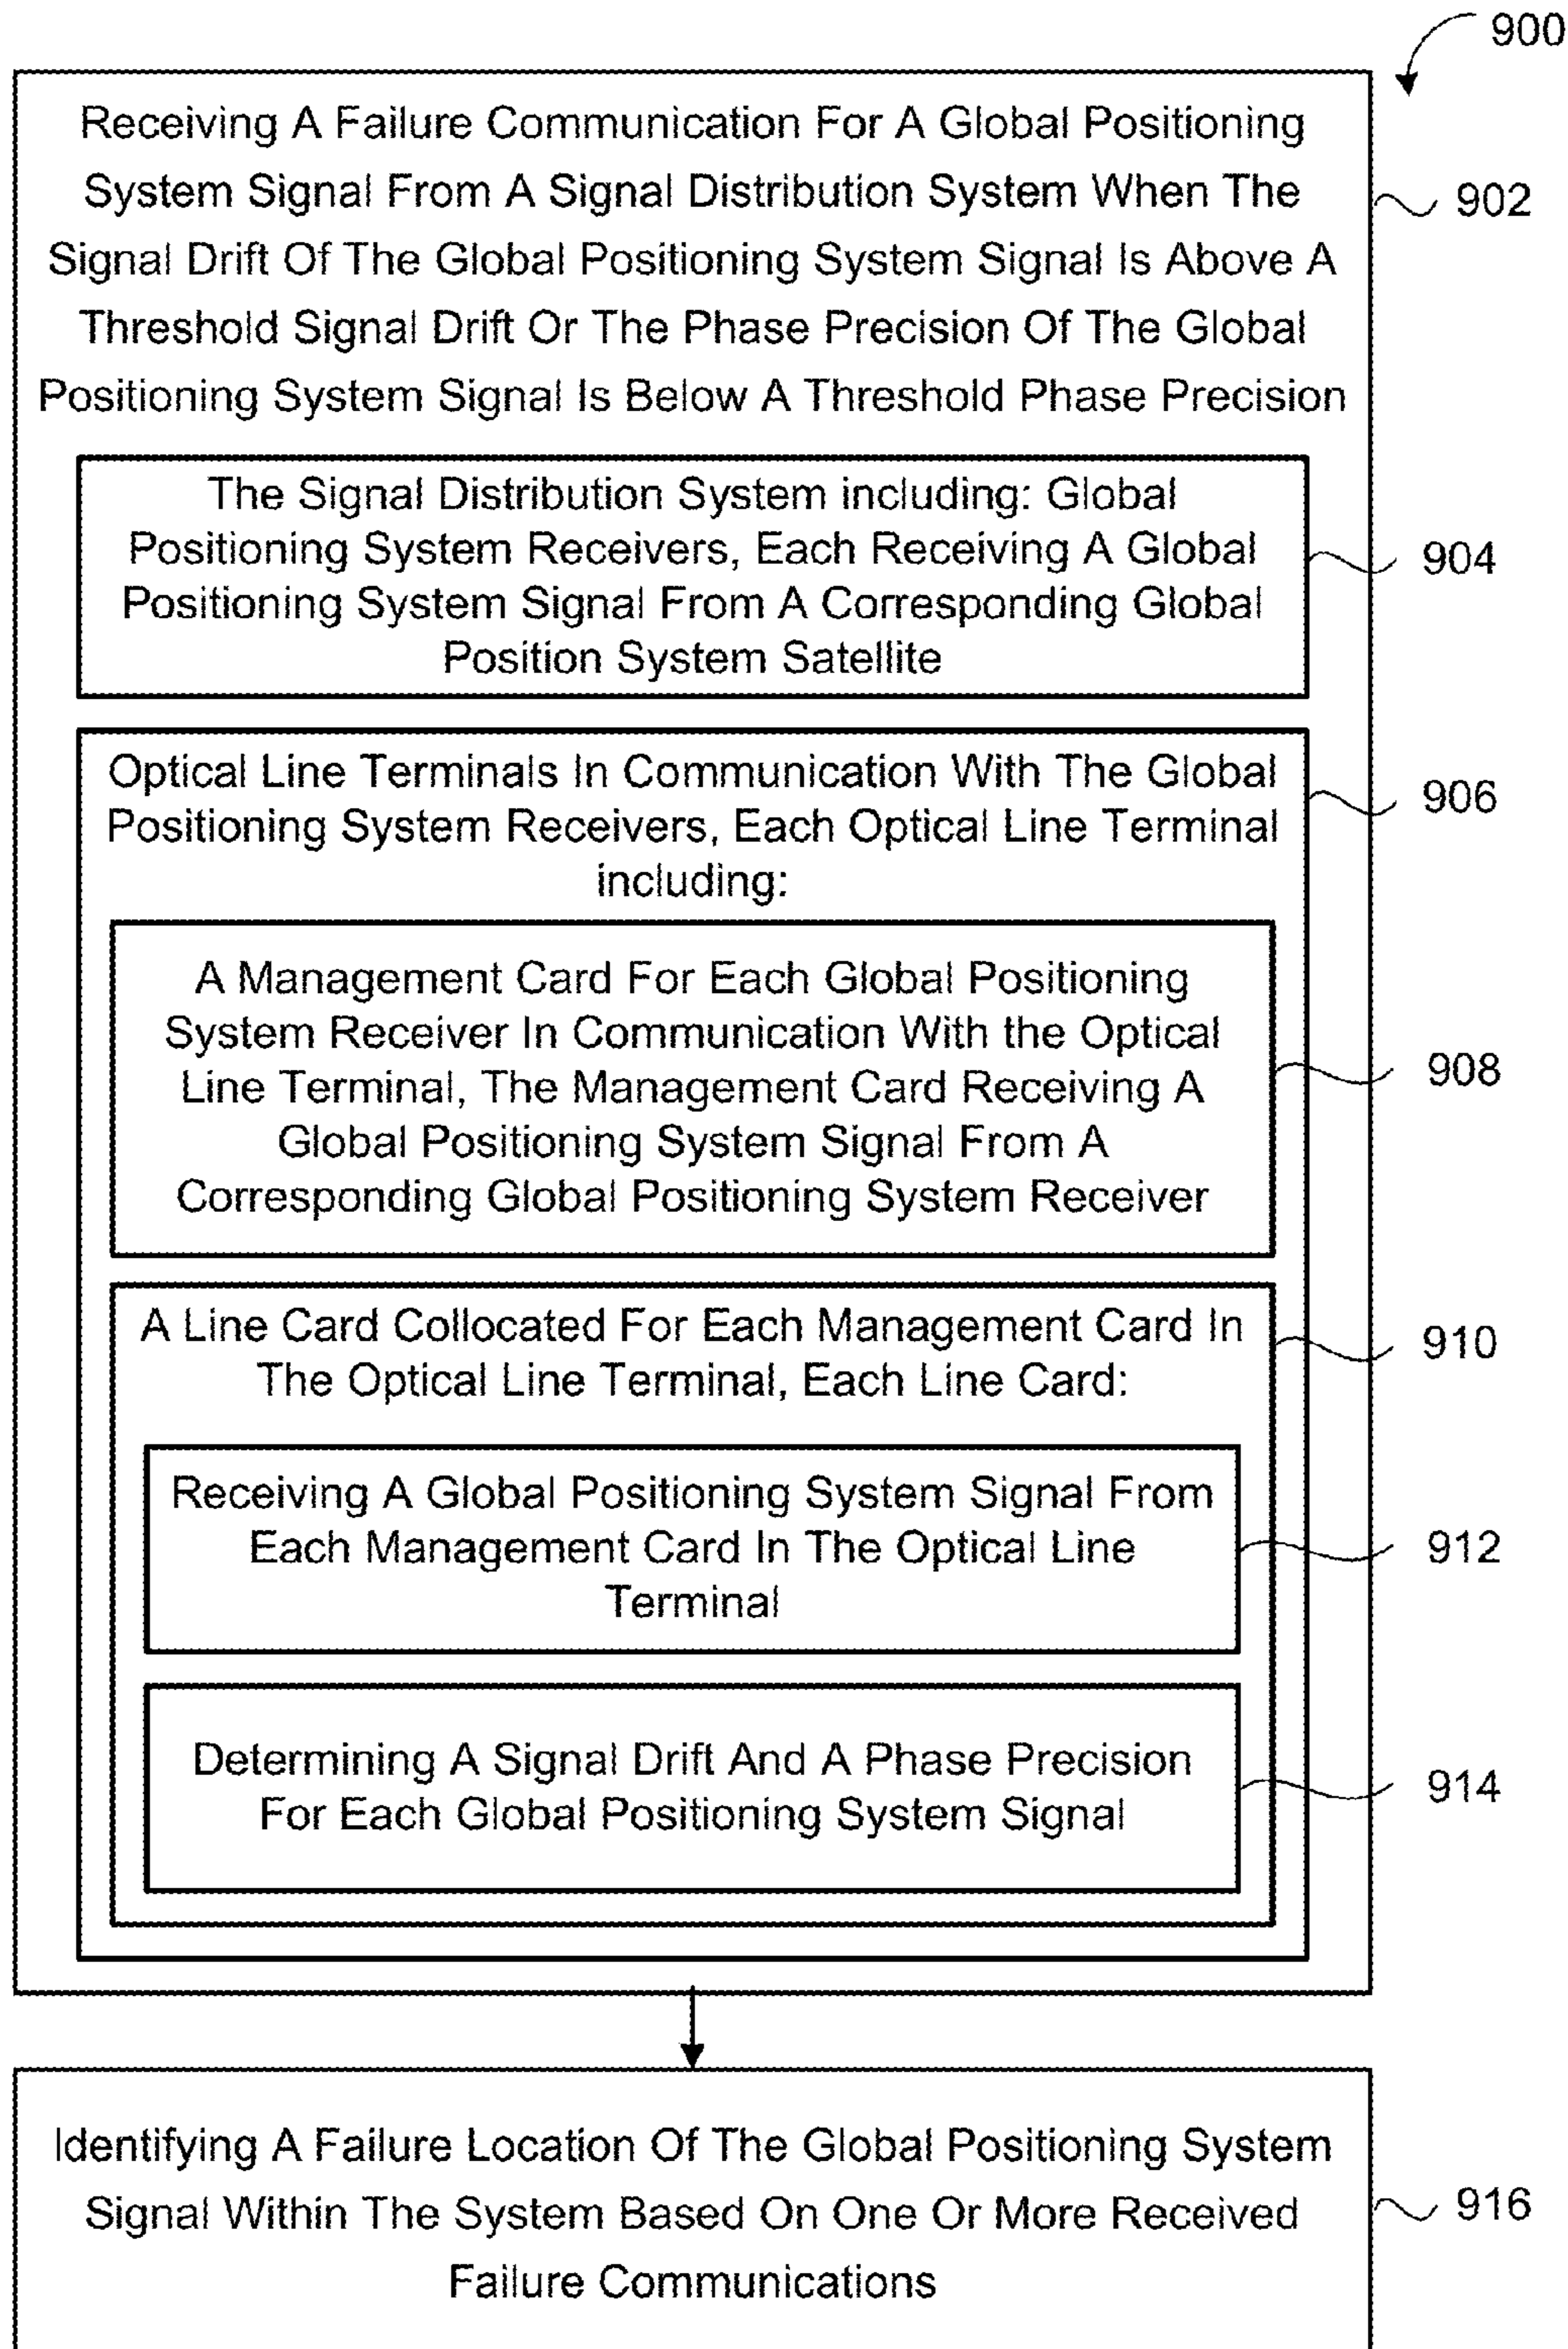 900
Receiving A Failure Communication For A Global Positioning
System Signal From A Signal Distribution System When The
Signal Drift Of The Global Positioning System Signal Is Above A
Threshold Signal Drift Or The Phase Precision Of The Global
Positioning System Signal Is Below A Threshold Phase Precision
902
The Signal Distribution System including: Global
Positioning System Receivers, Each Receiving A Global
Positioning System Signal From A Corresponding Global
Position System Satellite
904
Optical Line Terminals In Communication With The Global
Positioning System Receivers, Each Optical Line Terminal
including:
906
A Management Card For Each Global Positioning
System Receiver In Communication With the Optical
Line Terminal, The Management Card Receiving A
Global Positioning System Signal From A
Corresponding Global Positioning System Receiver
908
A Line Card Collocated For Each Management Card In
The Optical Line Terminal, Each Line Card:
910
Receiving A Global Positioning System Signal From
Each Management Card In The Optical Line
Terminal
912
Determining A Signal Drift And A Phase Precision
For Each Global Positioning System Signal
914
Identifying A Failure Location Of The Global Positioning System
Signal Within The System Based On One Or More Received
Failure Communications
916